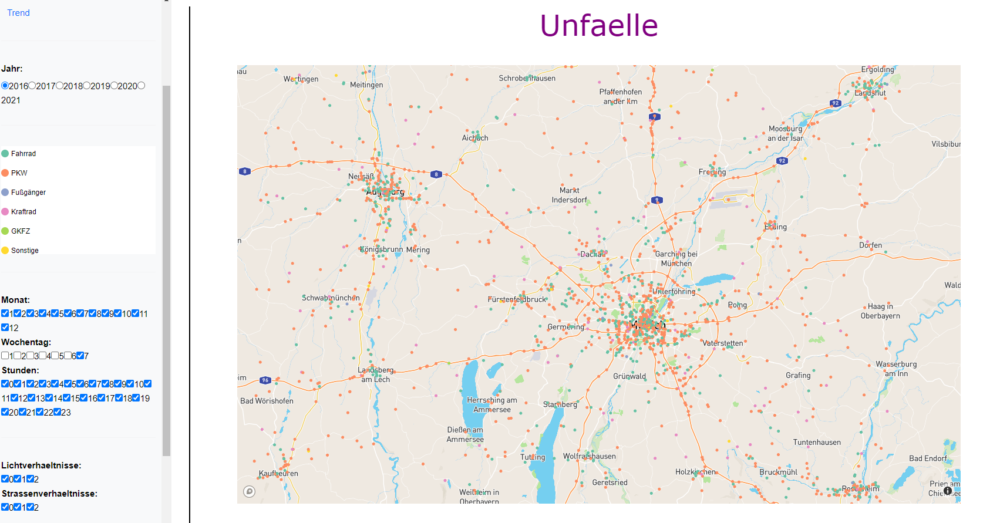 Trend
Jahr:
2016 2017 2018 2019 2020
2021
Fahrrad
PKW
Fußgänger
Kraftrad
GKFZ
Sonstige
Monat:
1 2 3 4 5 6 7 8 9 10 11
12
Wochentag:
1 2 3 4 5 6 7
Stunden:
0 1 2 3 4 5 6 7 8 9 10
11 12 13 14 15 16 17 18 19
20 21 22 23
Lichtverhaeltnisse:
0 1 2
Strassenverhaeltnisse:
0 1 2
Unfaelle
au
Wertingen
Meitingen
Schrobenhausen
Pfaffenhofen
an der Ilm
Ergolding
Landshut
92
9
Moosburg
an der Isar
Vilsbibur
Aichach
8
8
92
Neusäß
Augsburg
Freising
Markt
Indersdorf
9
Erding
n
Königsbrunn
Mering
Dachau
Garching bei
München
Dorfen
Schwabmünchen
Fürstenfeldbruck
Unterföhring
Poing
Haag in
Oberbayern
Wald
Germering
München
Vaterstetten
Landsberg
am Lech
eim
96
Grünwald
Grafing
Wasserburg
am Inn
Bad Wörishofen
Herrsching am
Ammersee
Starnberg
Dießen am
Ammersee
Tuntenhausen
Tutzing
Wolfratshausen
Bad Endorf
Kaufbeuren
Holzkirchen
Bruckmühl
Geretsried
Weilheim in
Oberbayern
Rosenheim
Prien am
Chiemsee